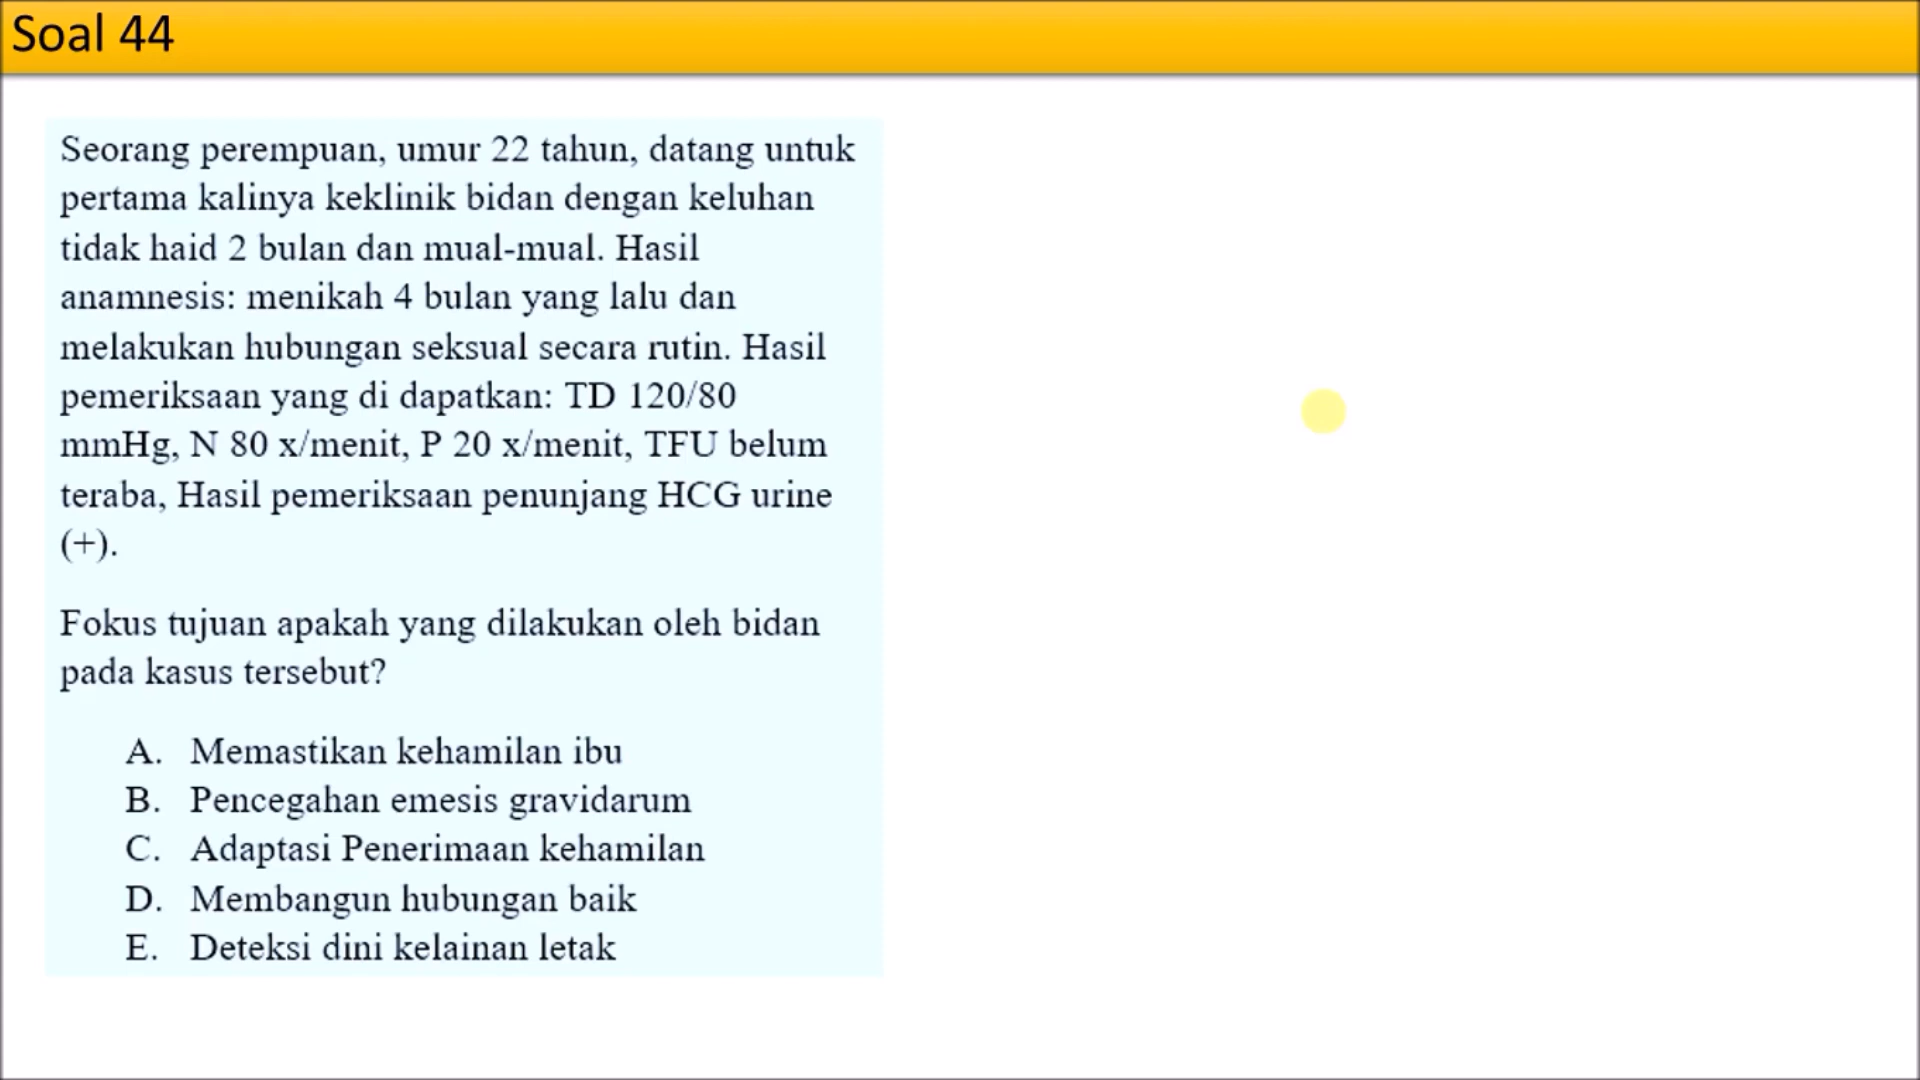 Soal 44
Seorang perempuan, umur 22 tahun, datang untuk
pertama kalinya keklinik bidan dengan keluhan
tidak haid 2 bulan dan mual-mual. Hasil
anamnesis: menikah 4 bulan yang lalu dan
melakukan hubungan seksual secara rutin. Hasil
pemeriksaan yang di dapatkan: TD 120/80
mmHg, N 80 x/menit, P 20 x/menit, TFU belum
teraba, Hasil pemeriksaan penunjang HCG urine
(+).
Fokus tujuan apakah yang dilakukan oleh bidan
pada kasus tersebut?
A. Memastikan kehamilan ibu
B. Pencegahan emesis gravidarum
C. Adaptasi Penerimaan kehamilan
D. Membangun hubungan baik
E. Deteksi dini kelainan letak